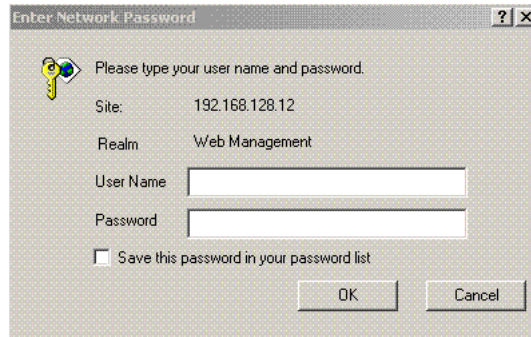 Enter Network Password
Please type your user name and password.
Site: 192.168.128.12
Realm Web Management
User Name
Password
Save this password in your password list
OK Cancel